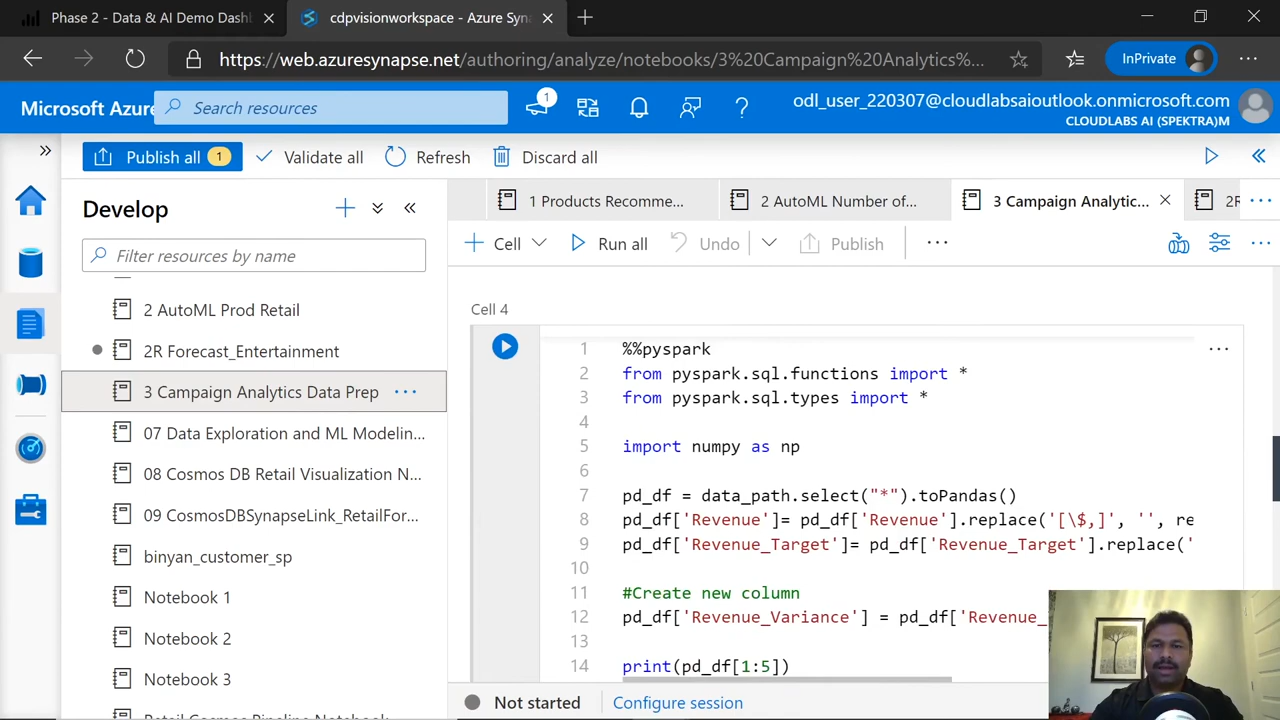 Phase 2 - Data & AI Demo Dashl
cdpvisionworkspace - Azure Syna
https://web.azuresynapse.net/authoring/analyze/notebooks/3%20Campaign%20Analytics%...
InPrivate
Microsoft Azure
Search resources
1
odl_user_220307@cloudlabsaioutlook.onmicrosoft.com
CLOUDLABS AI (SPEKTRA)M
Publish all 1
Validate all
Refresh
Discard all
Develop
1 Products Recomme...
2 AutoML Number of...
3 Campaign Analytic...
2R
Filter resources by name
Cell
Run all
Undo
Publish
2 AutoML Prod Retail
2R Forecast_Entertainment
3 Campaign Analytics Data Prep
07 Data Exploration and ML Modelin...
08 Cosmos DB Retail Visualization N...
09 CosmosDBSynapseLink_RetailFor...
binyan_customer_sp
Notebook 1
Notebook 2
Notebook 3
Retail Cosmos Pipeline Notebook
Cell 4
1 %%pyspark
2 from pyspark.sql.functions import *
3 from pyspark.sql.types import *
4
5 import numpy as np
6
7 pd_df = data_path.select("*").toPandas()
8 pd_df['Revenue']= pd_df['Revenue'].replace('[\$,]', '', re
9 pd_df['Revenue_Target']= pd_df['Revenue_Target'].replace('
10
11 #Create new column
12 pd_df['Revenue_Variance'] = pd_df['Revenue_
13
14 print(pd_df[1:5])
Not started
Configure session